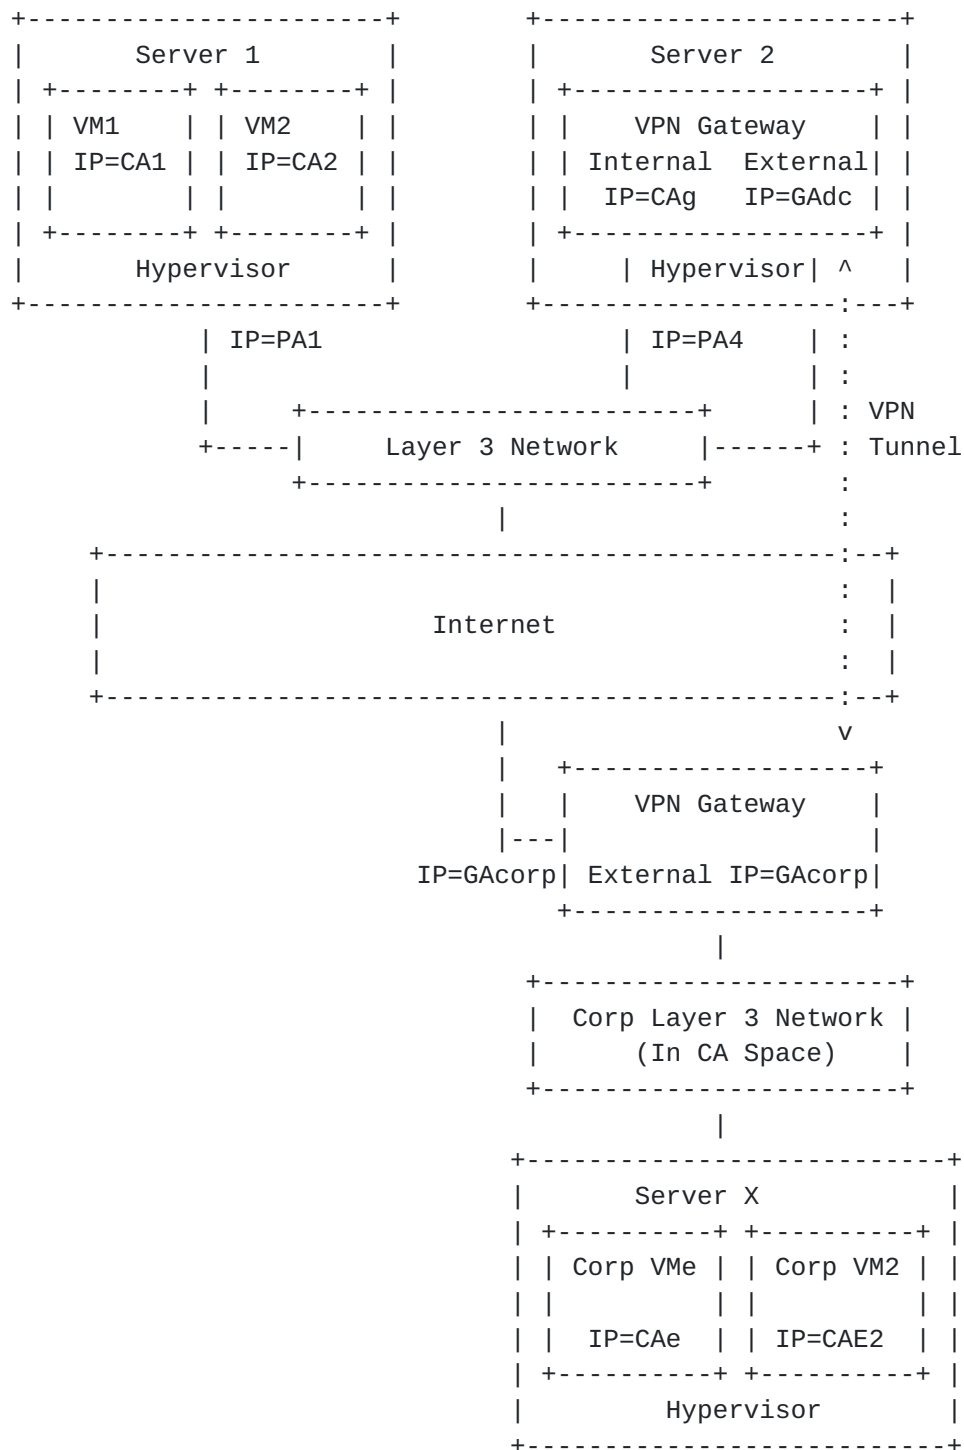 Server 1 Server 2
VM1 VM2 VPN Gateway
IP=CA1 IP=CA2 Internal External
IP=CAg IP=GAdc
Hypervisor Hypervisor
IP=PA1 IP=PA4
VPN
Layer 3 Network Tunnel
Internet
VPN Gateway
IP=GAcorp External IP=GAcorp
Corp Layer 3 Network
(In CA Space)
Server X
Corp VMe Corp VM2
IP=CAe IP=CAE2
Hypervisor